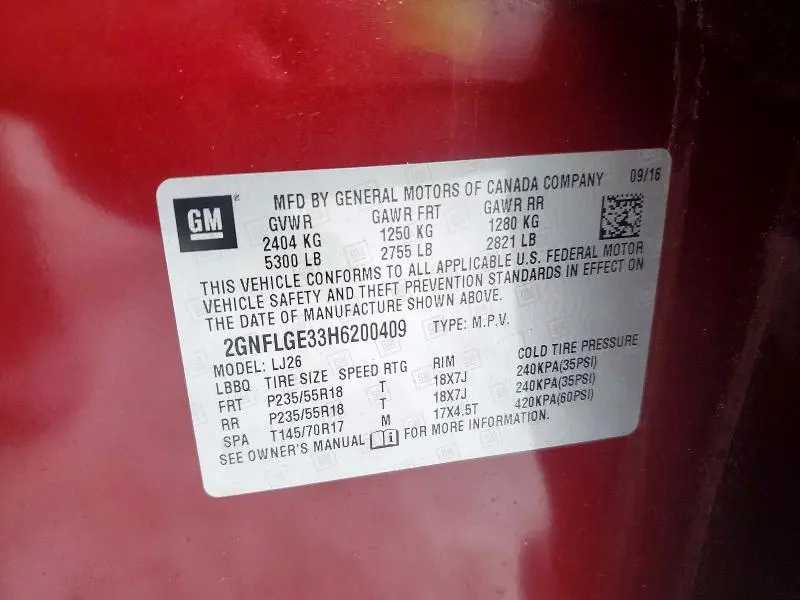 GM ® MFD BY GENERAL MOTORS OF CANADA COMPANY 09/16
GVWR GAWR FRT GAWR RR
2404 KG 1250 KG 1280 KG
5300 LB 2755 LB 2821 LB
THIS VEHICLE CONFORMS TO ALL APPLICABLE U.S. FEDERAL MOTOR
VEHICLE SAFETY AND THEFT PREVENTION STANDARDS IN EFFECT ON
THE DATE OF MANUFACTURE SHOWN ABOVE.
2GNFLGE33H6200409 TYPE: M.P.V.
MODEL: LJ26
LBBQ TIRE SIZE SPEED RTG RIM COLD TIRE PRESSURE
FRT P235/55R18 T 18X7J 240KPA(35PSI)
RR P235/55R18 T 18X7J 240KPA(35PSI)
SPA T145/70R17 M 17X4.5T 420KPA(60PSI)
SEE OWNER'S MANUAL FOR MORE INFORMATION.